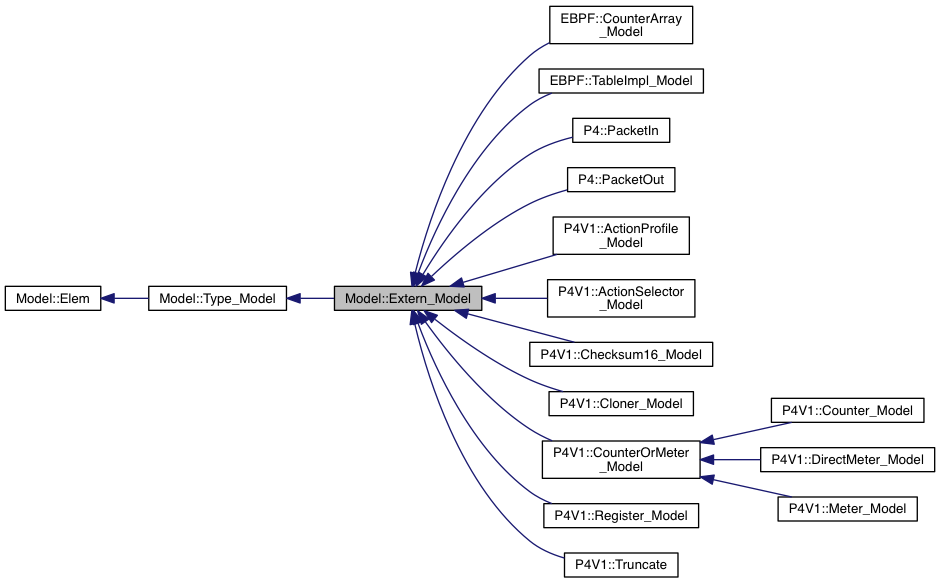 EBPF::CounterArray
_Model
EBPF::TableImpl_Model
P4::PacketIn
P4::PacketOut
P4V1::ActionProfile
_Model
P4V1::ActionSelector
_Model
Model::Elem
Model::Type_Model
Model::Extern_Model
P4V1::Checksum16_Model
P4V1::Cloner_Model
P4V1::CounterOrMeter
_Model
P4V1::Counter_Model
P4V1::DirectMeter_Model
P4V1::Meter_Model
P4V1::Register_Model
P4V1::Truncate